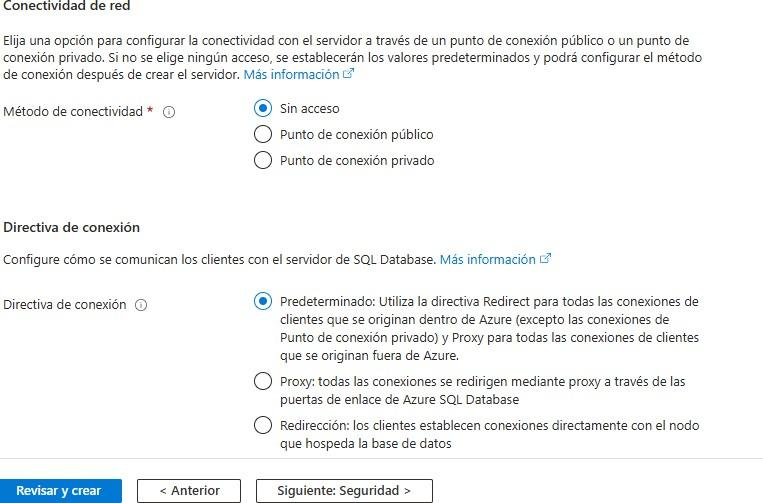 Conectividad de red
Elija una opción para configurar la conectividad con el servidor a través de un punto de conexión público o un punto de
conexión privado. Si no se elige ningún acceso, se establecerán los valores predeterminados y podrá configurar el método
de conexión después de crear el servidor. Más información
Método de conectividad *
Sin acceso
Punto de conexión público
Punto de conexión privado
Directiva de conexión
Configure cómo se comunican los clientes con el servidor de SQL Database. Más información
Directiva de conexión
Predeterminado: Utiliza la directiva Redirect para todas las conexiones de
clientes que se originan dentro de Azure (excepto las conexiones de
Punto de conexión privado) y Proxy para todas las conexiones de clientes
que se originan fuera de Azure.
Proxy: todas las conexiones se redirigen mediante proxy a través de las
puertas de enlace de Azure SQL Database
Redirección: los clientes establecen conexiones directamente con el nodo
que hospeda la base de datos
Revisar y crear
< Anterior
Siguiente: Seguridad >